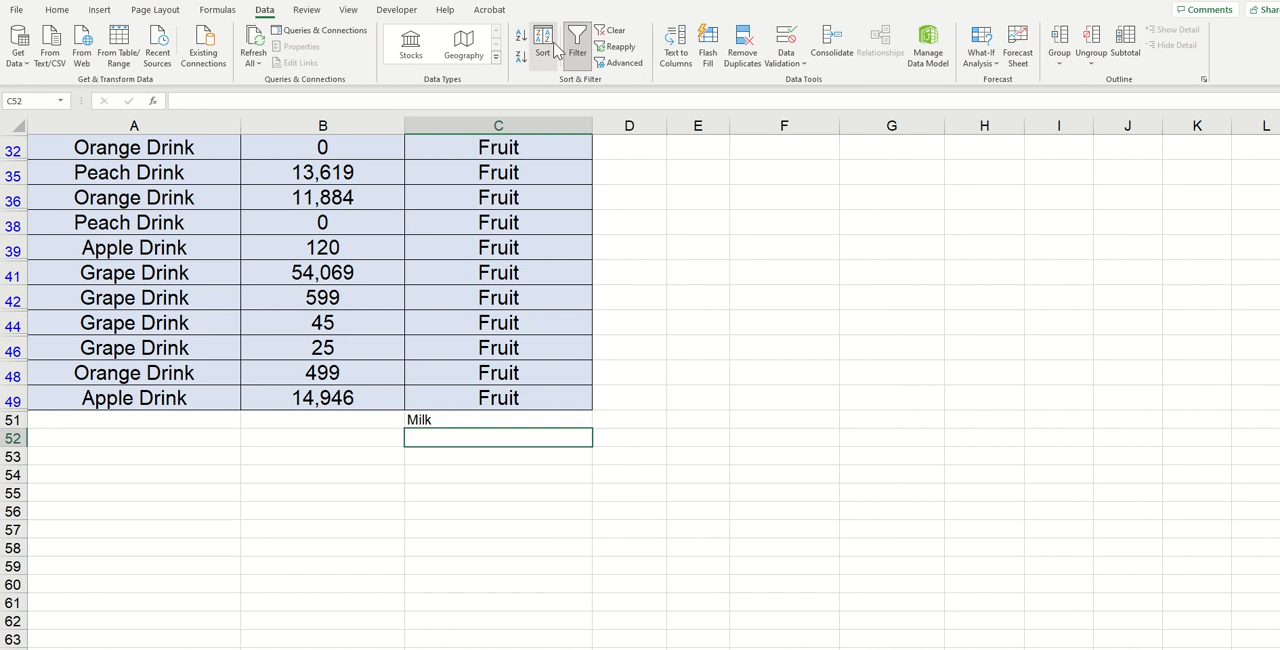 File Home Insert Page Layout Formulas Data Review View Developer Help Acrobat Comments Shar
Get Data From Text/CSV From Web From Table/ Range Recent Sources Existing Connections Refresh All Queries & Connections Properties Edit Links Stocks Geography Sort Filter Clear Reapply Advanced Text to Columns Flash Fill Remove Duplicates Data Validation Consolidate Relationships Manage Data Model What-If Analysis Forecast Sheet Group Ungroup Subtotal Show Detail Hide Detail
Get & Transform Data Queries & Connections Data Types Sort & Filter Data Tools Forecast Outline
C52 fx
A B C D E F G H I J K L
32 Orange Drink 0 Fruit
35 Peach Drink 13,619 Fruit
36 Orange Drink 11,884 Fruit
38 Peach Drink 0 Fruit
39 Apple Drink 120 Fruit
41 Grape Drink 54,069 Fruit
42 Grape Drink 599 Fruit
44 Grape Drink 45 Fruit
46 Grape Drink 25 Fruit
48 Orange Drink 499 Fruit
49 Apple Drink 14,946 Fruit
51 Milk
52
53
54
55
56
57
58
59
60
61
62
63